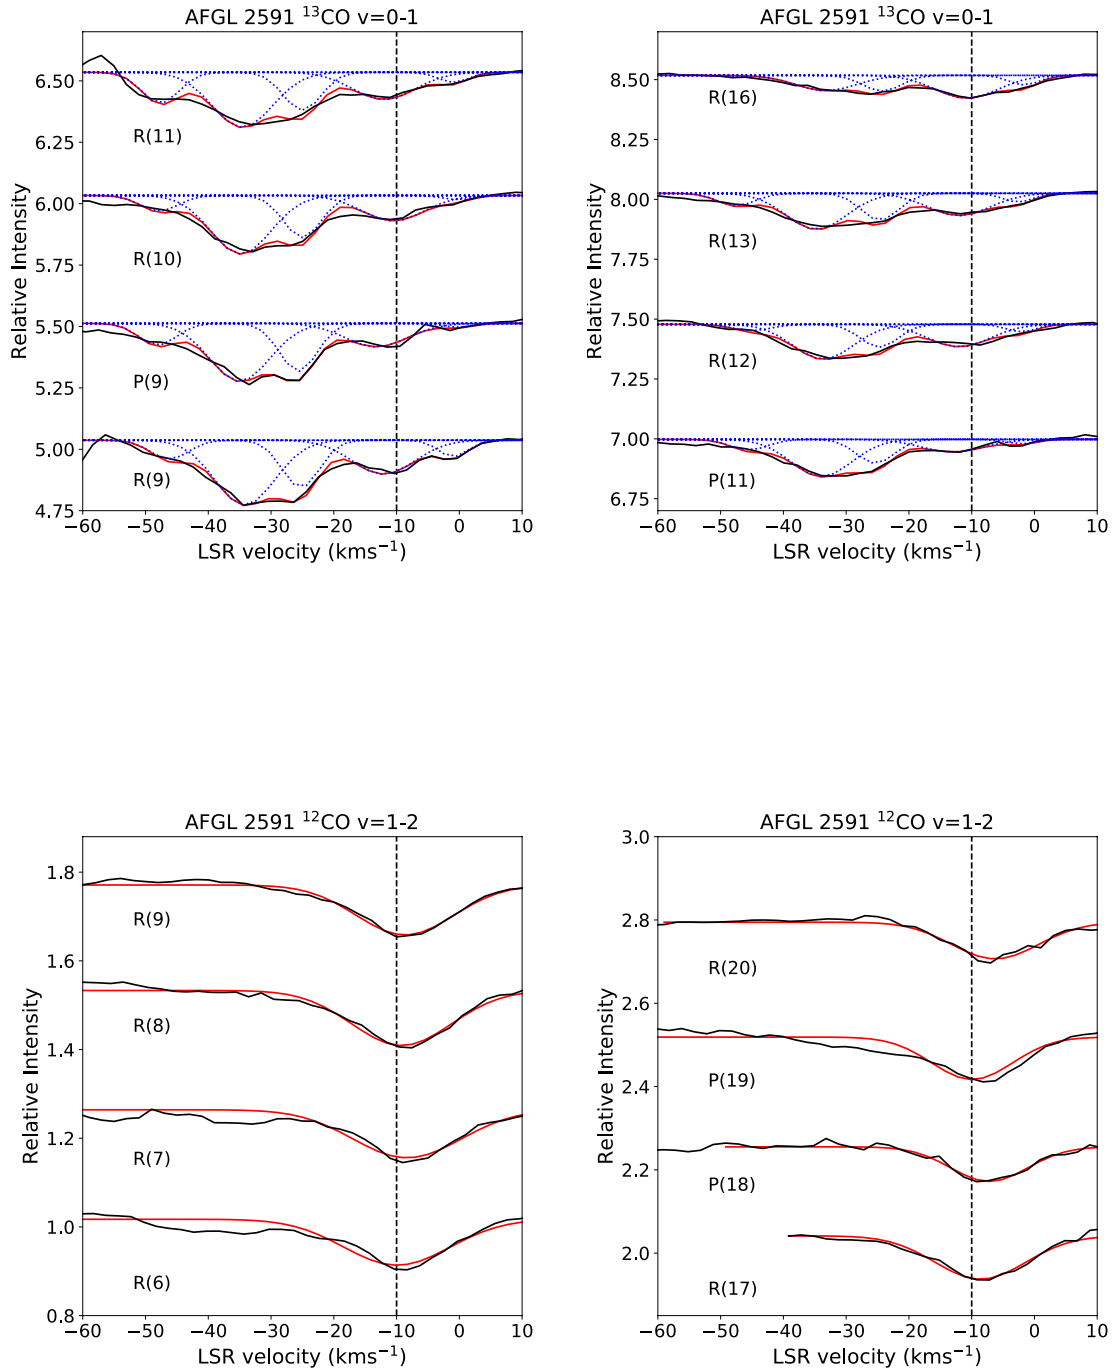 AFGL 2591 ¹³CO v=0-1
Relative Intensity
6.50
6.25
6.00
5.75
5.50
5.25
5.00
4.75
R(11)
R(10)
P(9)
R(9)
−60 −50 −40 −30 −20 −10 0 10
LSR velocity (kms⁻¹)
AFGL 2591 ¹³CO v=0-1
Relative Intensity
8.50
8.25
8.00
7.75
7.50
7.25
7.00
6.75
R(16)
R(13)
R(12)
P(11)
−60 −50 −40 −30 −20 −10 0 10
LSR velocity (kms⁻¹)
AFGL 2591 ¹²CO v=1-2
Relative Intensity
1.8
1.6
1.4
1.2
1.0
0.8
R(9)
R(8)
R(7)
R(6)
−60 −50 −40 −30 −20 −10 0 10
LSR velocity (kms⁻¹)
AFGL 2591 ¹²CO v=1-2
Relative Intensity
3.0
2.8
2.6
2.4
2.2
2.0
R(20)
P(19)
P(18)
R(17)
−60 −50 −40 −30 −20 −10 0 10
LSR velocity (kms⁻¹)